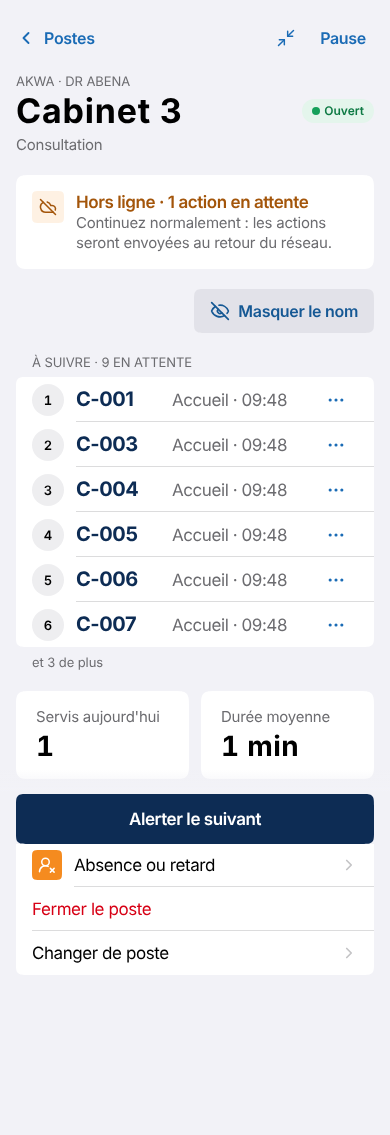 Postes
Pause
AKWA · DR ABENA
Cabinet 3
Ouvert
Consultation
Hors ligne · 1 action en attente
Continuez normalement : les actions
seront envoyées au retour du réseau.
Masquer le nom
À SUIVRE · 9 EN ATTENTE
1 C-001 Accueil · 09:48
2 C-003 Accueil · 09:48
3 C-004 Accueil · 09:48
4 C-005 Accueil · 09:48
5 C-006 Accueil · 09:48
6 C-007 Accueil · 09:48
et 3 de plus
Servis aujourd'hui
1
Durée moyenne
1 min
Alerter le suivant
Absence ou retard
Fermer le poste
Changer de poste